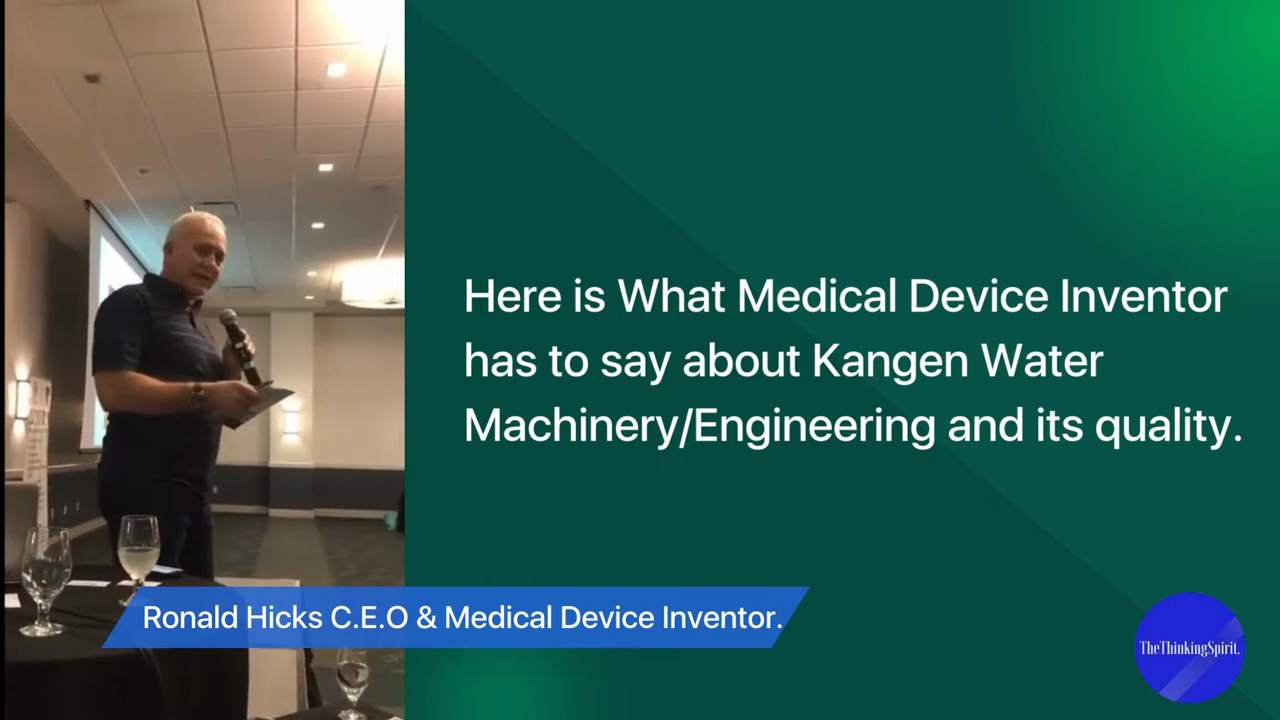 Here is What Medical Device Inventor
has to say about Kangen Water
Machinery/Engineering and its quality.
Ronald Hicks C.E.O & Medical Device Inventor.
TheThinkingSpirit.